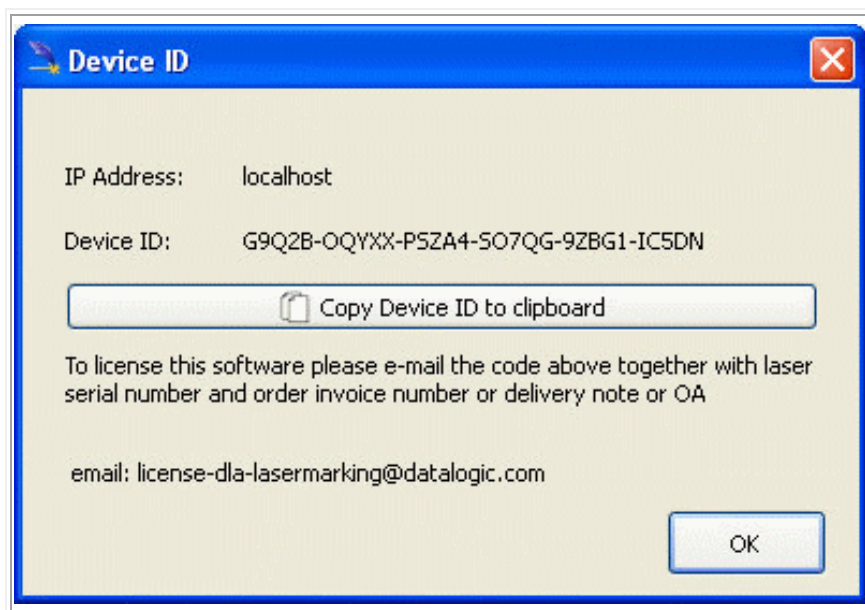 Device ID
IP Address: localhost
Device ID: G9Q2B-OQYXX-PSZA4-SO7QG-9ZBG1-IC5DN
Copy Device ID to clipboard
To license this software please e-mail the code above together with laser
serial number and order invoice number or delivery note or OA
email: license-dla-lasermarking@datalogic.com
OK